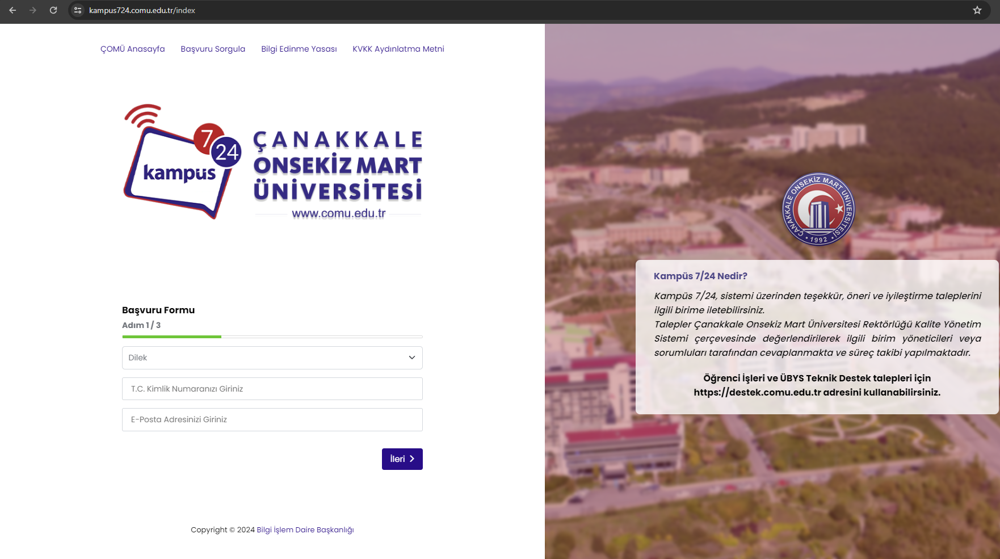 kampus724.comu.edu.tr/index
ÇOMÜ Anasayfa Başvuru Sorgula Bilgi Edinme Yasası KVKK Aydınlatma Metni
7
24
kampüs
ÇANAKKALE
ONSEKİZ MART
ÜNİVERSİTESİ
www.comu.edu.tr
Başvuru Formu
Adım 1 / 3
Dilek
T.C. Kimlik Numaranızı Giriniz
E-Posta Adresinizi Giriniz
İleri
Copyright © 2024 Bilgi İşlem Daire Başkanlığı
ÇANAKKALE ONSEKİZ MART ÜNİVERSİTESİ
• 1992 •
Kampüs 7/24 Nedir?
Kampüs 7/24, sistemi üzerinden teşekkür, öneri ve iyileştirme taleplerini
ilgili birime iletebilirsiniz.
Talepler Çanakkale Onsekiz Mart Üniversitesi Rektörlüğü Kalite Yönetim
Sistemi çerçevesinde değerlendirilerek ilgili birim yöneticileri veya
sorumluları tarafından cevaplanmakta ve süreç takibi yapılmaktadır.
Öğrenci İşleri ve ÜBYS Teknik Destek talepleri için
https://destek.comu.edu.tr adresini kullanabilirsiniz.